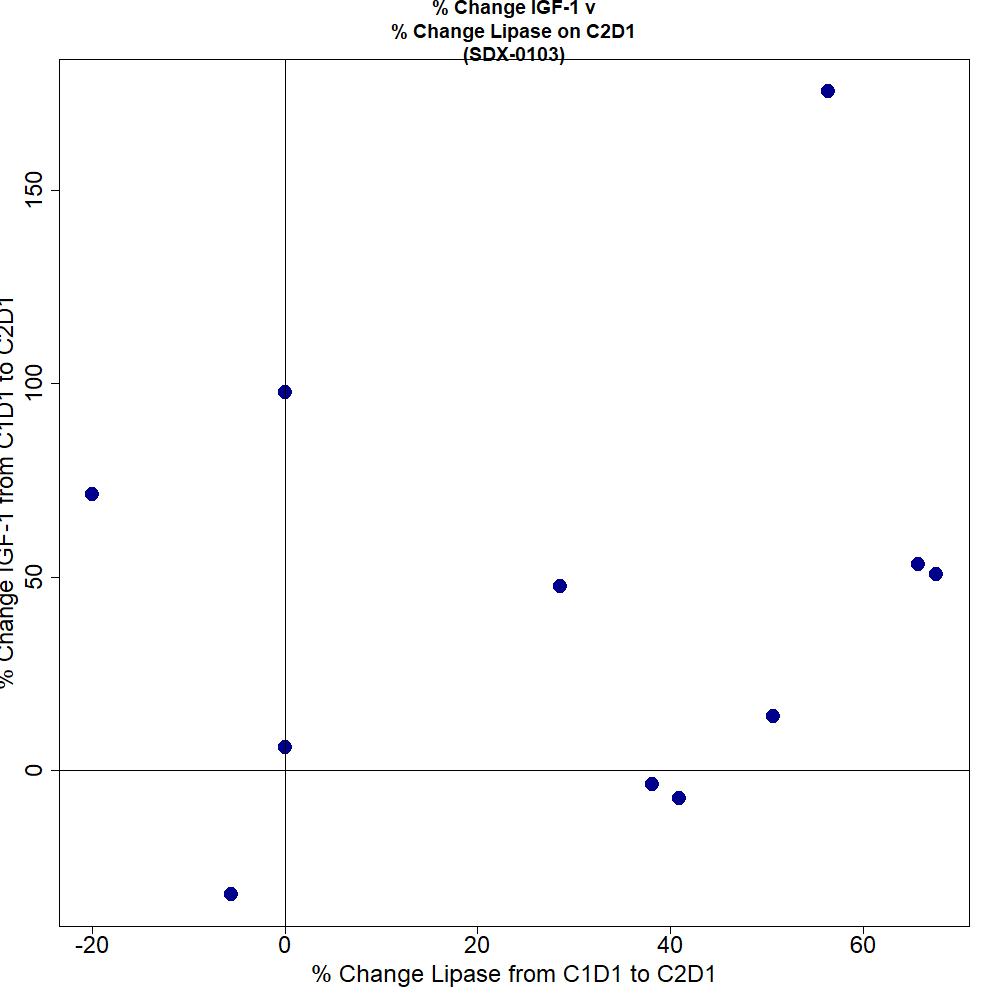 % Change IGF-1 v
% Change Lipase on C2D1
(SDX-0103)
% Change IGF-1 from C1D1 to C2D1
150
100
50
0
-20
0
20
40
60
% Change Lipase from C1D1 to C2D1